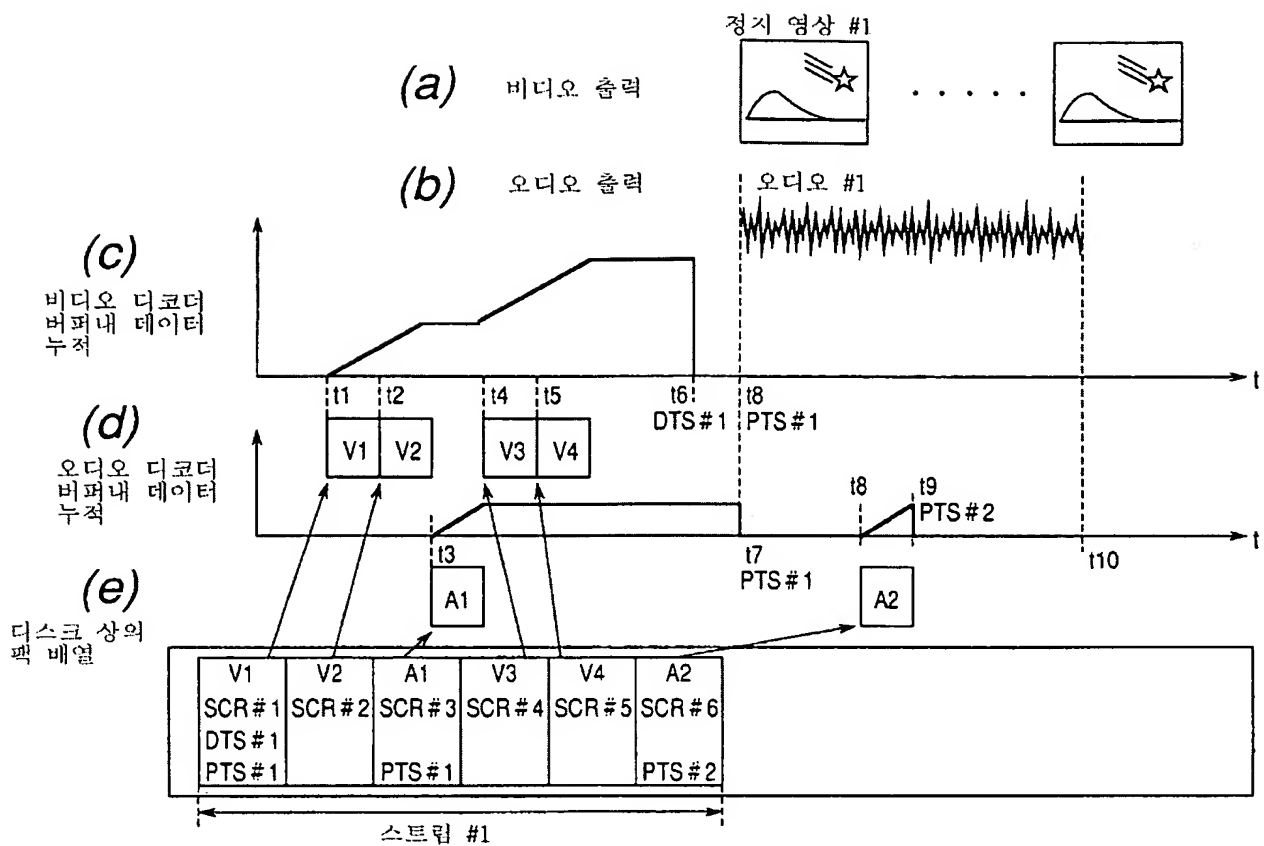 정지 영상 #1
(a) 비디오 출력
(b) 오디오 출력
오디오 #1
(c)
비디오 디코더
버퍼내 데이터
누적
t
t1 t2 t4 t5 t6 t8
DTS#1 PTS#1
(d)
V1 V2 V3 V4
오디오 디코더
버퍼내 데이터
누적
t8 t9
PTS#2
t
t3 t7 t10
PTS#1
(e)
A1 A2
디스크 상의
팩 배열
V1 V2 A1 V3 V4 A2
SCR#1 SCR#2 SCR#3 SCR#4 SCR#5 SCR#6
DTS#1
PTS#1 PTS#1 PTS#2
스트림 #1